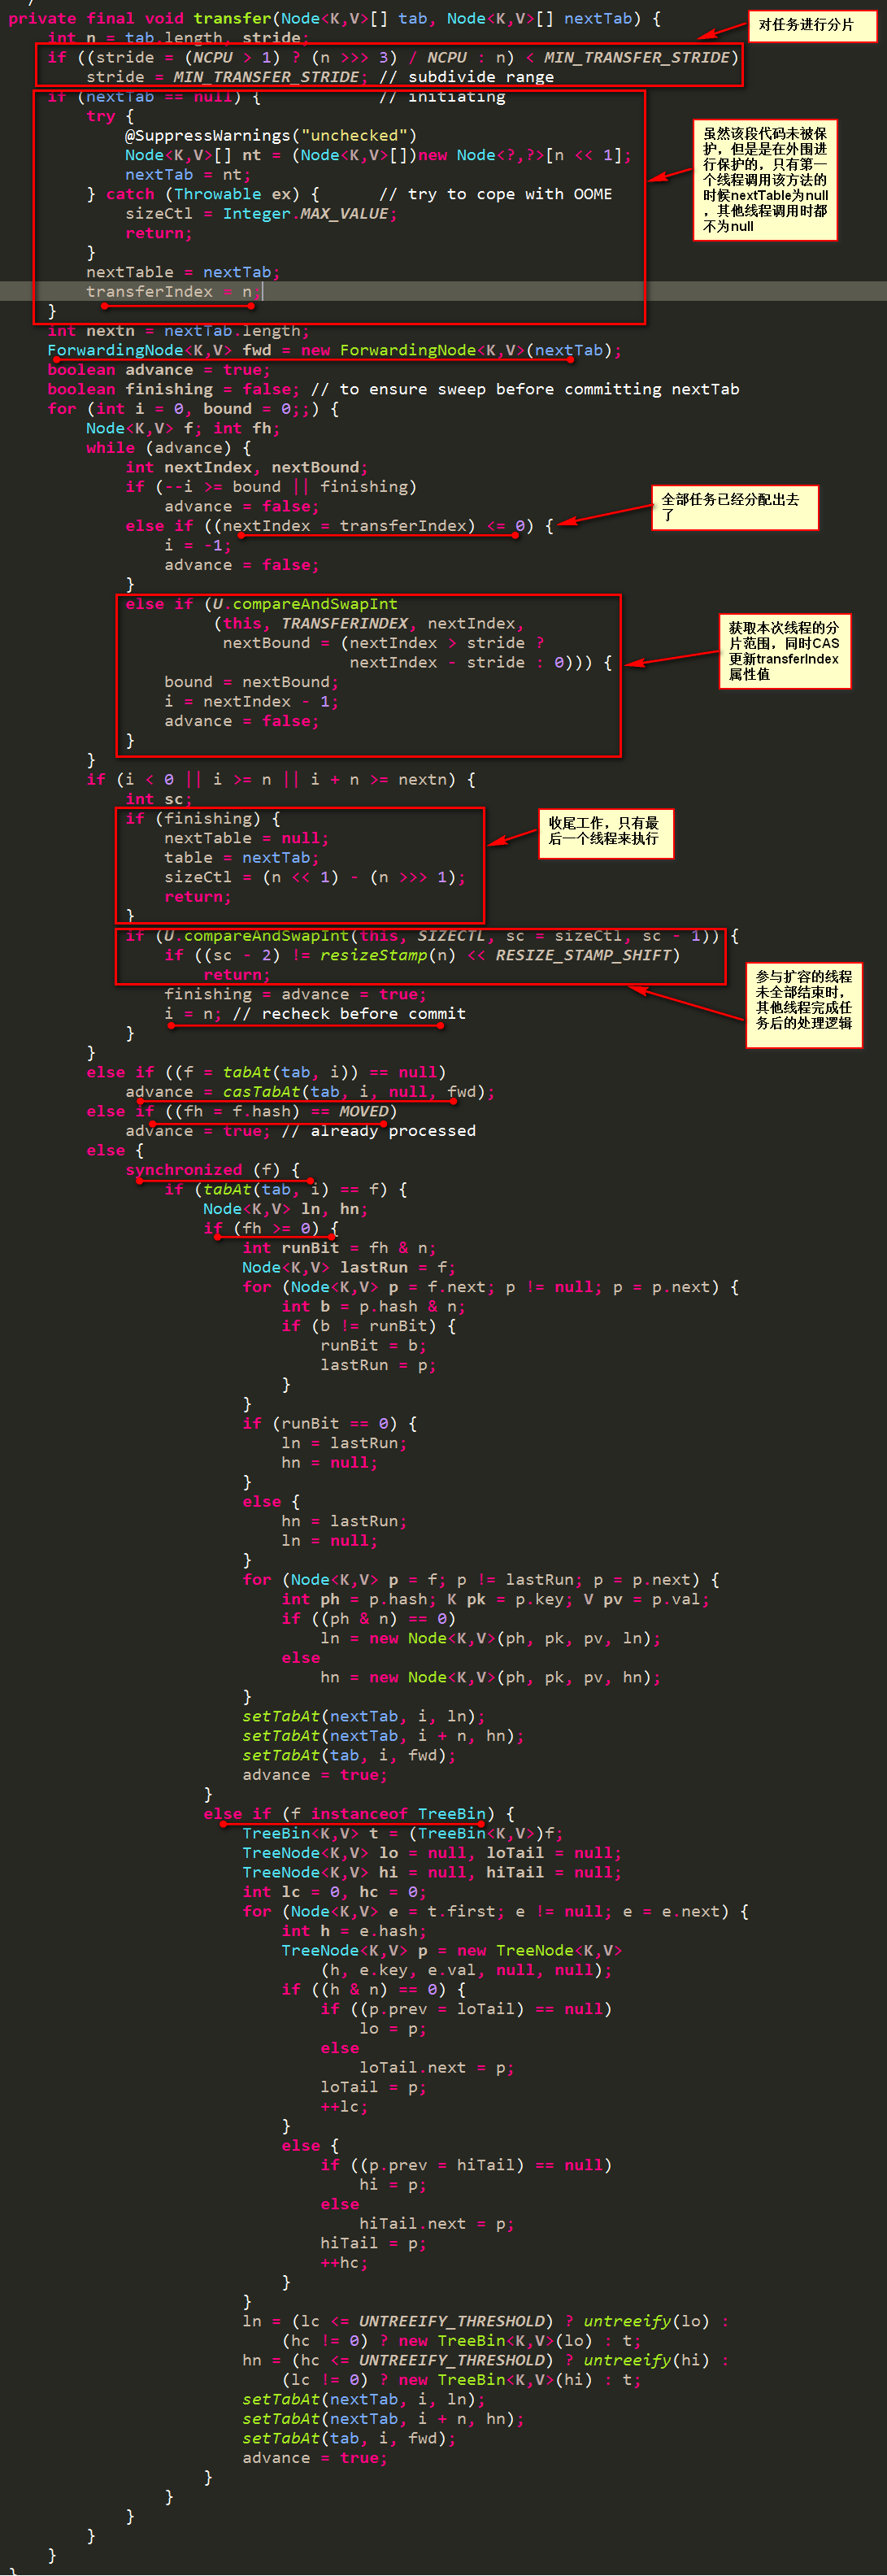 /
private final void transfer(Node<K,V>[] tab, Node<K,V>[] nextTab) {
对任务进行分片
    int n = tab.length, stride;
    if ((stride = (NCPU > 1) ? (n >>> 3) / NCPU : n) < MIN_TRANSFER_STRIDE)
        stride = MIN_TRANSFER_STRIDE; // subdivide range
    if (nextTab == null) {            // initiating
        try {
            @SuppressWarnings("unchecked")
            Node<K,V>[] nt = (Node<K,V>[])new Node<?,?>[n << 1];
            nextTab = nt;
        } catch (Throwable ex) {      // try to cope with OOME
            sizeCtl = Integer.MAX_VALUE;
            return;
        }
        nextTable = nextTab;
        transferIndex = n;
    }
虽然该段代码未被保
护，但是是在外围进
行保护的，只有第一
个线程调用该方法的
时候nextTable为null
，其他线程调用时都
不为null
    int nextn = nextTab.length;
    ForwardingNode<K,V> fwd = new ForwardingNode<K,V>(nextTab);
    boolean advance = true;
    boolean finishing = false; // to ensure sweep before committing nextTab
    for (int i = 0, bound = 0;;) {
        Node<K,V> f; int fh;
        while (advance) {
            int nextIndex, nextBound;
            if (--i >= bound || finishing)
                advance = false;
            else if ((nextIndex = transferIndex) <= 0) {
全部任务已经分配出去
了
                i = -1;
                advance = false;
            }
            else if (U.compareAndSwapInt
                     (this, TRANSFERINDEX, nextIndex,
                      nextBound = (nextIndex > stride ?
                                   nextIndex - stride : 0))) {
                bound = nextBound;
                i = nextIndex - 1;
                advance = false;
            }
获取本次线程的分
片范围，同时CAS
更新transferIndex
属性值
        }
        if (i < 0 || i >= n || i + n >= nextn) {
            int sc;
            if (finishing) {
                nextTable = null;
                table = nextTab;
                sizeCtl = (n << 1) - (n >>> 1);
                return;
            }
收尾工作，只有最
后一个线程来执行
            if (U.compareAndSwapInt(this, SIZECTL, sc = sizeCtl, sc - 1)) {
                if ((sc - 2) != resizeStamp(n) << RESIZE_STAMP_SHIFT)
                    return;
参与扩容的线程
未全部结束时，
其他线程完成任
务后的处理逻辑
                finishing = advance = true;
                i = n; // recheck before commit
            }
        }
        else if ((f = tabAt(tab, i)) == null)
            advance = casTabAt(tab, i, null, fwd);
        else if ((fh = f.hash) == MOVED)
            advance = true; // already processed
        else {
            synchronized (f) {
                if (tabAt(tab, i) == f) {
                    Node<K,V> ln, hn;
                    if (fh >= 0) {
                        int runBit = fh & n;
                        Node<K,V> lastRun = f;
                        for (Node<K,V> p = f.next; p != null; p = p.next) {
                            int b = p.hash & n;
                            if (b != runBit) {
                                runBit = b;
                                lastRun = p;
                            }
                        }
                        if (runBit == 0) {
                            ln = lastRun;
                            hn = null;
                        }
                        else {
                            hn = lastRun;
                            ln = null;
                        }
                        for (Node<K,V> p = f; p != lastRun; p = p.next) {
                            int ph = p.hash; K pk = p.key; V pv = p.val;
                            if ((ph & n) == 0)
                                ln = new Node<K,V>(ph, pk, pv, ln);
                            else
                                hn = new Node<K,V>(ph, pk, pv, hn);
                        }
                        setTabAt(nextTab, i, ln);
                        setTabAt(nextTab, i + n, hn);
                        setTabAt(tab, i, fwd);
                        advance = true;
                    }
                    else if (f instanceof TreeBin) {
                        TreeBin<K,V> t = (TreeBin<K,V>)f;
                        TreeNode<K,V> lo = null, loTail = null;
                        TreeNode<K,V> hi = null, hiTail = null;
                        int lc = 0, hc = 0;
                        for (Node<K,V> e = t.first; e != null; e = e.next) {
                            int h = e.hash;
                            TreeNode<K,V> p = new TreeNode<K,V>
                                (h, e.key, e.val, null, null);
                            if ((h & n) == 0) {
                                if ((p.prev = loTail) == null)
                                    lo = p;
                                else
                                    loTail.next = p;
                                loTail = p;
                                ++lc;
                            }
                            else {
                                if ((p.prev = hiTail) == null)
                                    hi = p;
                                else
                                    hiTail.next = p;
                                hiTail = p;
                                ++hc;
                            }
                        }
                        ln = (lc <= UNTREEIFY_THRESHOLD) ? untreeify(lo) :
                            (hc != 0) ? new TreeBin<K,V>(lo) : t;
                        hn = (hc <= UNTREEIFY_THRESHOLD) ? untreeify(hi) :
                            (lc != 0) ? new TreeBin<K,V>(hi) : t;
                        setTabAt(nextTab, i, ln);
                        setTabAt(nextTab, i + n, hn);
                        setTabAt(tab, i, fwd);
                        advance = true;
                    }
                }
            }
        }
    }
}